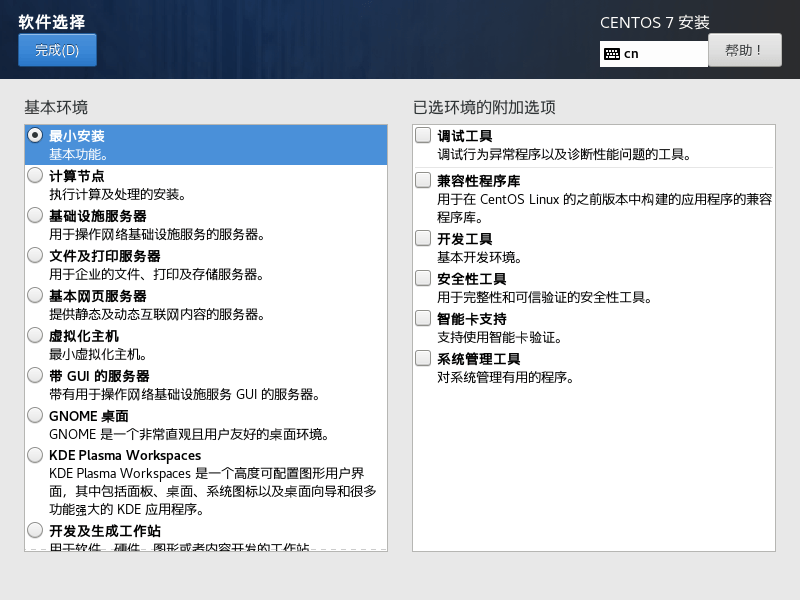 软件选择
完成(D)
CENTOS 7 安装
cn
帮助！
基本环境
最小安装
基本功能。
计算节点
执行计算及处理的安装。
基础设施服务器
用于操作网络基础设施服务的服务器。
文件及打印服务器
用于企业的文件、打印及存储服务器。
基本网页服务器
提供静态及动态互联网内容的服务器。
虚拟化主机
最小虚拟化主机。
带 GUI 的服务器
带有用于操作网络基础设施服务 GUI 的服务器。
GNOME 桌面
GNOME 是一个非常直观且用户友好的桌面环境。
KDE Plasma Workspaces
KDE Plasma Workspaces 是一个高度可配置图形用户界
面，其中包括面板、桌面、系统图标以及桌面向导和很多
功能强大的 KDE 应用程序。
开发及生成工作站
用于软件、硬件、图形或者内容开发的工作站
已选环境的附加选项
调试工具
调试行为异常程序以及诊断性能问题的工具。
兼容性程序库
用于在 CentOS Linux 的之前版本中构建的应用程序的兼容
程序库。
开发工具
基本开发环境。
安全性工具
用于完整性和可信验证的安全性工具。
智能卡支持
支持使用智能卡验证。
系统管理工具
对系统管理有用的程序。